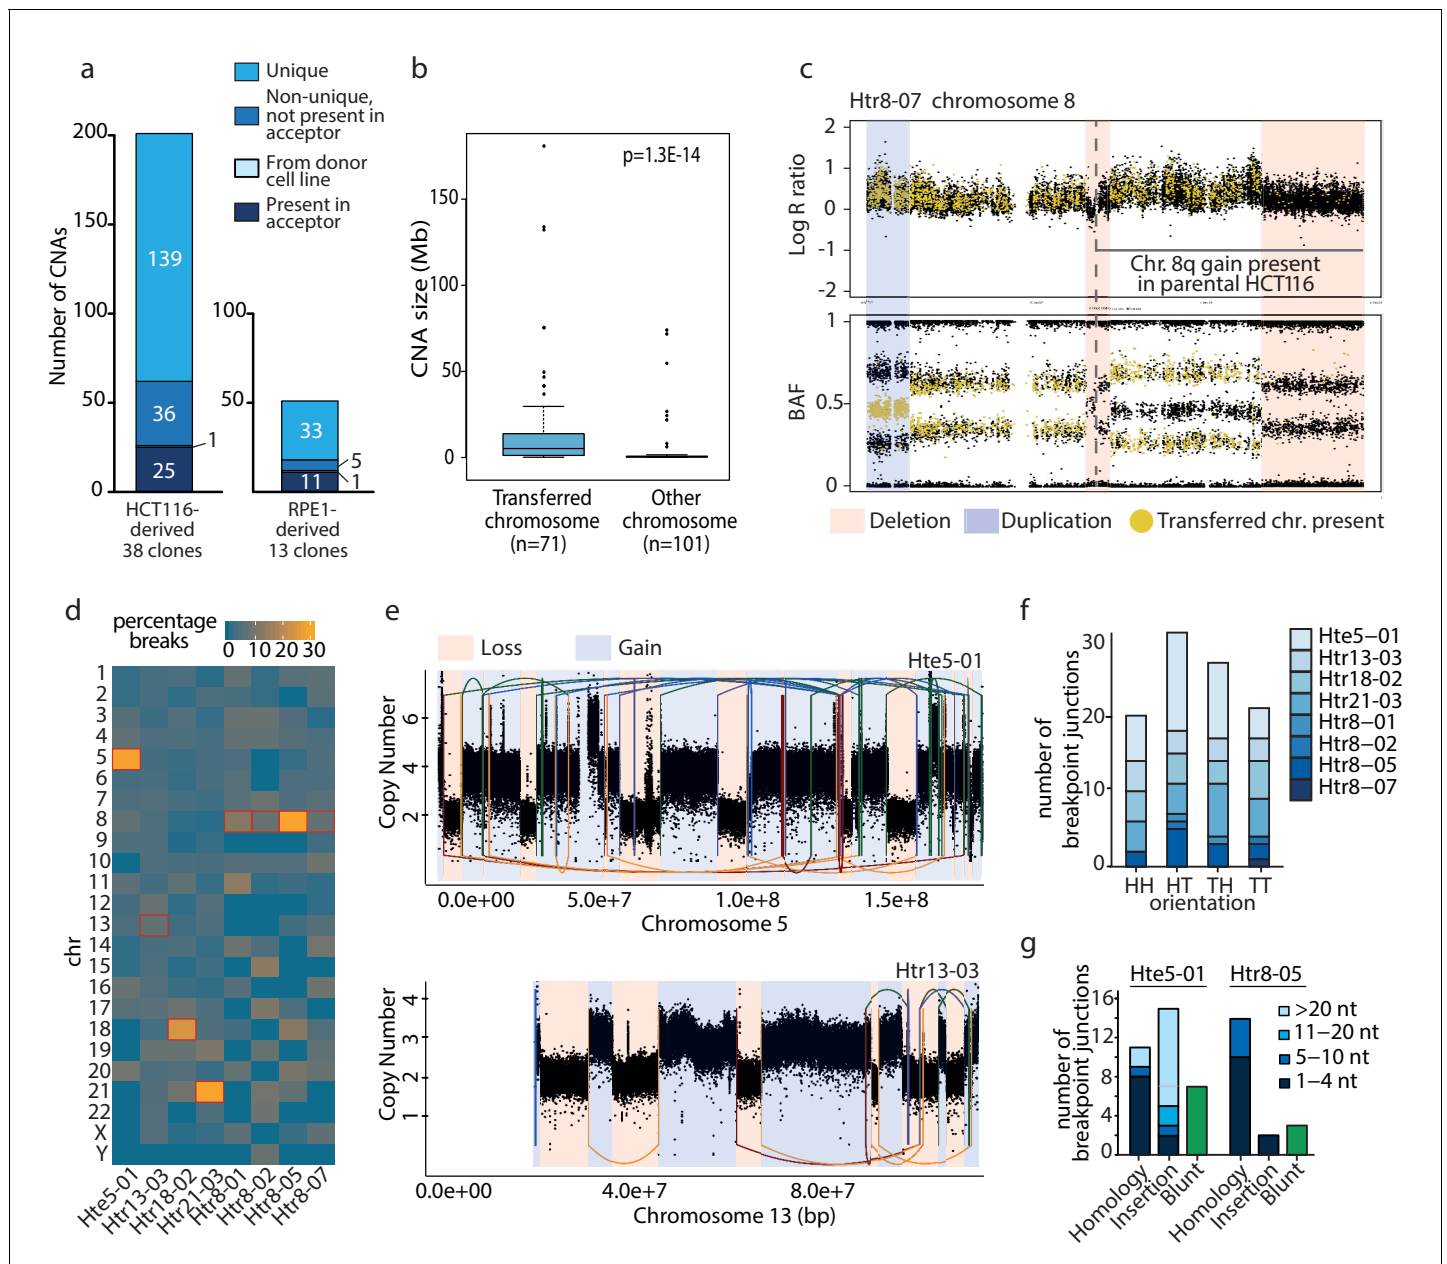 a
Unique
Non-unique,
not present in
acceptor
From donor
cell line
Present in
acceptor
Number of CNAs
200
150
100
50
0
139
36
1
25
100
50
33
5
11
1
HCT116-
derived
38 clones
RPE1-
derived
13 clones
b
CNA size (Mb)
150
100
50
0
p=1.3E-14
Transferred
chromosome
(n=71)
Other
chromosome
(n=101)
c
Htr8-07 chromosome 8
Log R ratio
2
1
0
-1
-2
Chr. 8q gain present
in parental HCT116
BAF
1
0.5
0
Deletion
Duplication
Transferred chr. present
d
percentage
breaks
0 10 20 30
chr
1
2
3
4
5
6
7
8
9
10
11
12
13
14
15
16
17
18
19
20
21
22
X
Y
Hte5-01
Htr13-03
Htr18-02
Htr21-03
Htr8-01
Htr8-02
Htr8-05
Htr8-07
e
Loss
Gain
Hte5-01
Copy Number
6
4
2
0.0e+00 5.0e+7 1.0e+8 1.5e+8
Chromosome 5
Htr13-03
Copy Number
4
3
2
1
0.0e+00 4.0e+7 8.0e+7
Chromosome 13 (bp)
f
number of
breakpoint junctions
30
20
10
0
HH HT TH TT
orientation
Hte5−01
Htr13-03
Htr18-02
Htr21-03
Htr8−01
Htr8−02
Htr8−05
Htr8−07
g
Hte5-01
Htr8-05
number of
breakpoint junctions
16
12
8
4
0
>20 nt
11−20 nt
5−10 nt
1−4 nt
Homology
Insertion
Blunt
Homology
Insertion
Blunt